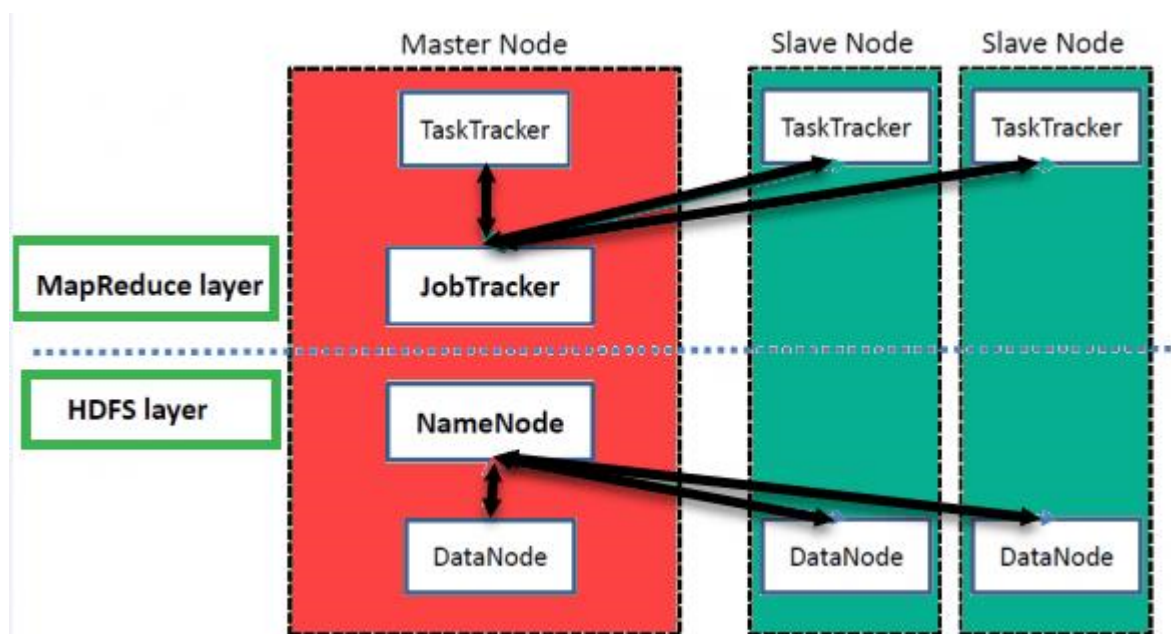 Master Node
Slave Node
Slave Node
TaskTracker
TaskTracker
TaskTracker
MapReduce layer
JobTracker
HDFS layer
NameNode
DataNode
DataNode
DataNode